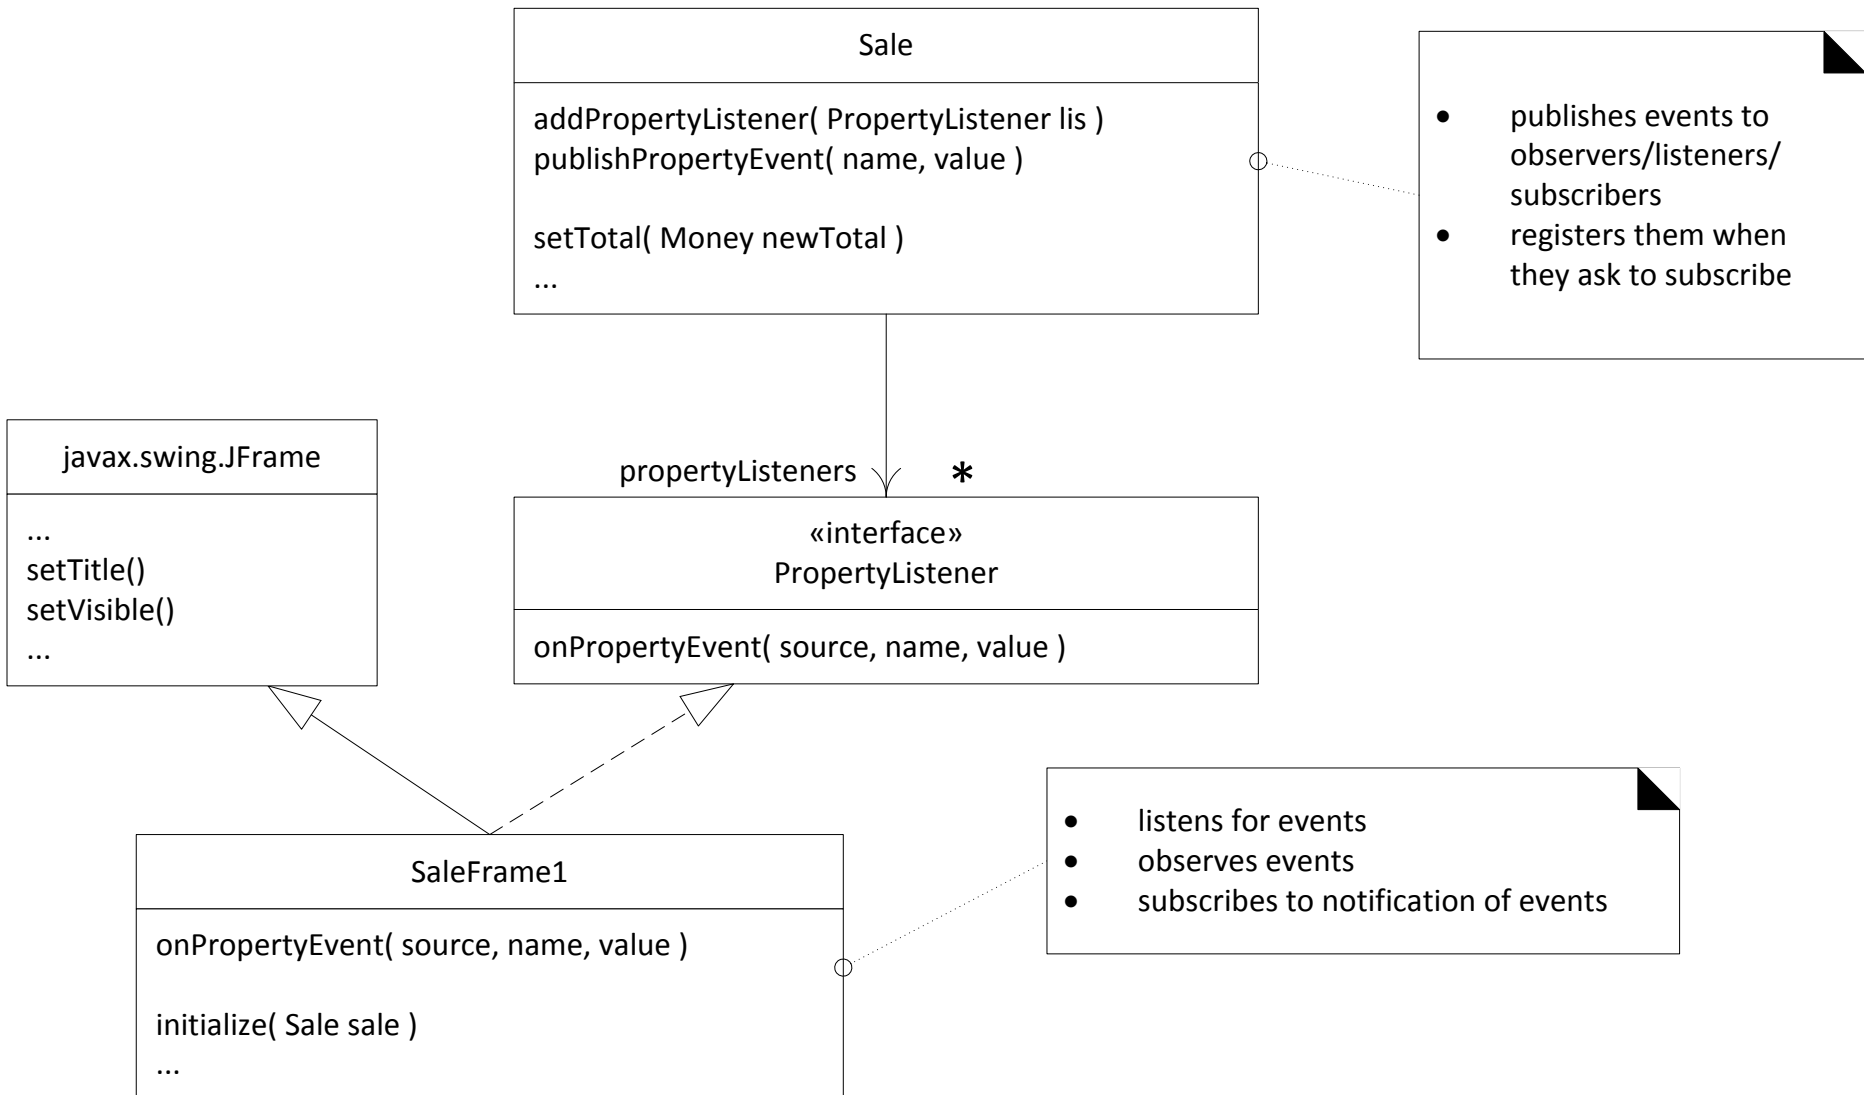 Sale
addPropertyListener( PropertyListener lis )
publishPropertyEvent( name, value )
setTotal( Money newTotal )
...
• publishes events to
observers/listeners/
subscribers
• registers them when
they ask to subscribe
javax.swing.JFrame
...
setTitle()
setVisible()
...
propertyListeners *
«interface»
PropertyListener
onPropertyEvent( source, name, value )
SaleFrame1
onPropertyEvent( source, name, value )
initialize( Sale sale )
...
• listens for events
• observes events
• subscribes to notification of events